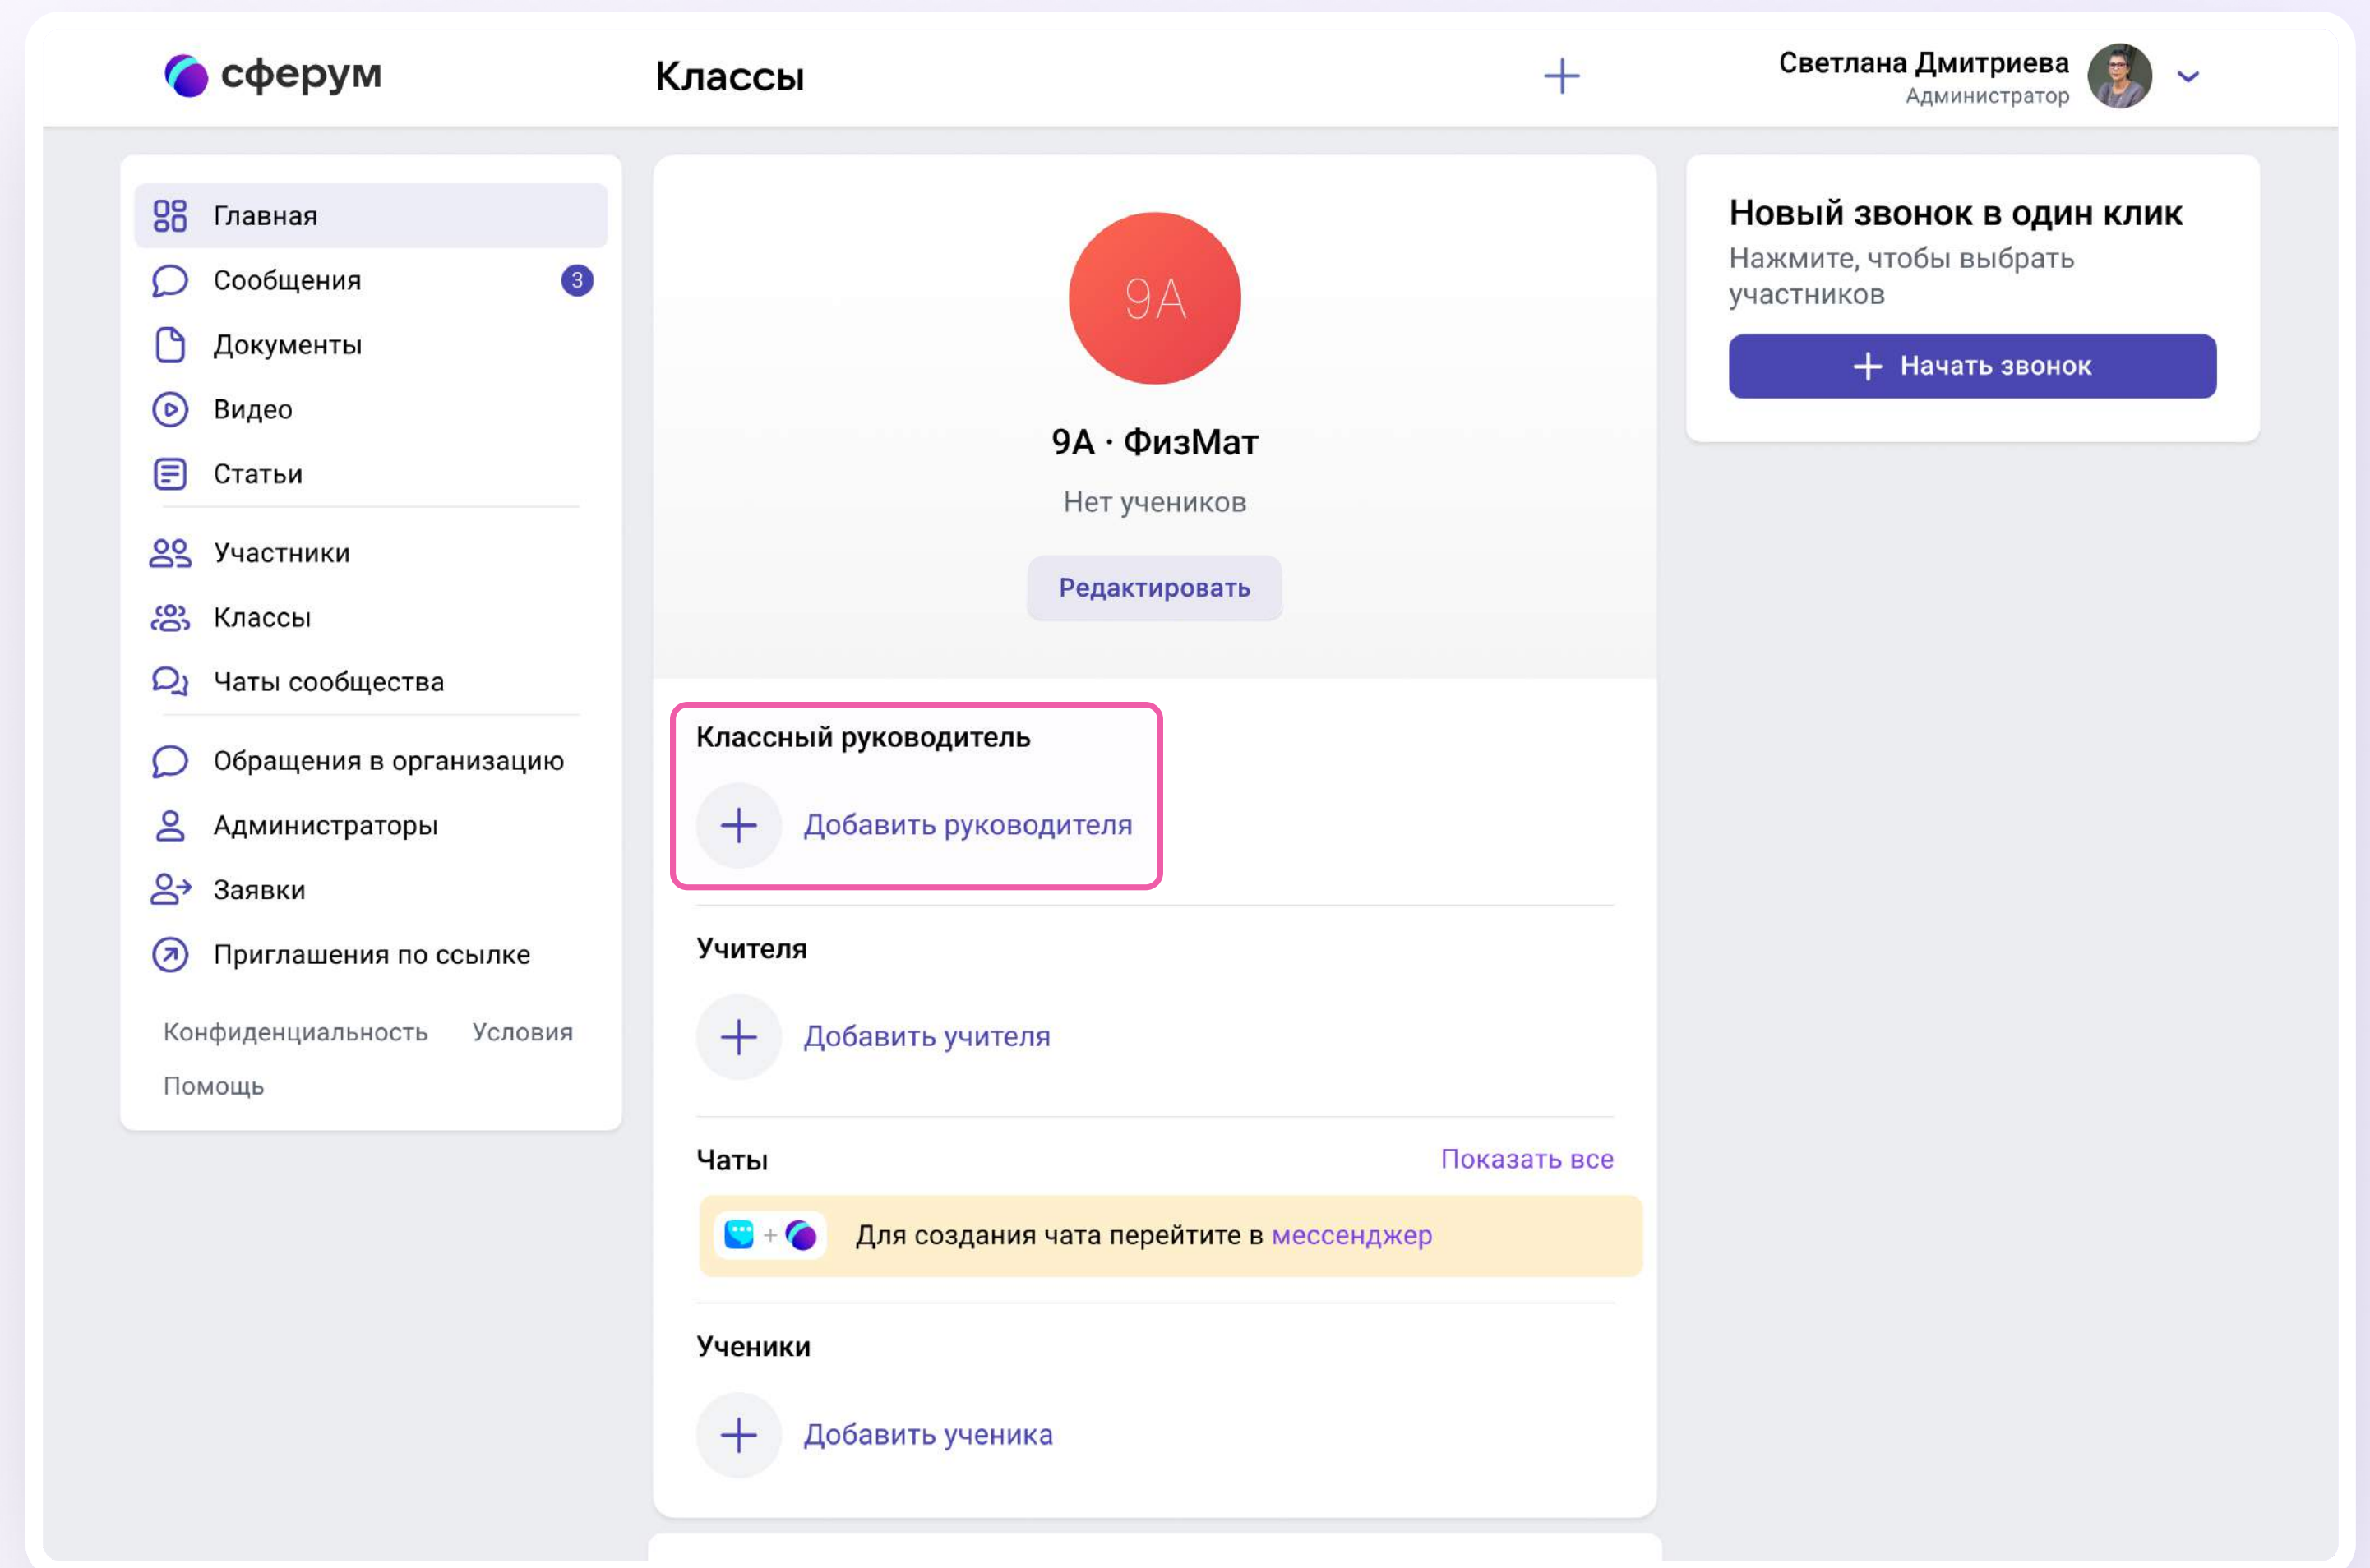 сферум
Классы
Светлана Дмитриева
Администратор
Главная
Сообщения 3
Документы
Видео
Статьи
Участники
Классы
Чаты сообщества
Обращения в организацию
Администраторы
Заявки
Приглашения по ссылке
Конфиденциальность Условия
Помощь
9А
9А · ФизМат
Нет учеников
Редактировать
Классный руководитель
Добавить руководителя
Учителя
Добавить учителя
Чаты Показать все
Для создания чата перейтите в мессенджер
Ученики
Добавить ученика
Новый звонок в один клик
Нажмите, чтобы выбрать
участников
Начать звонок